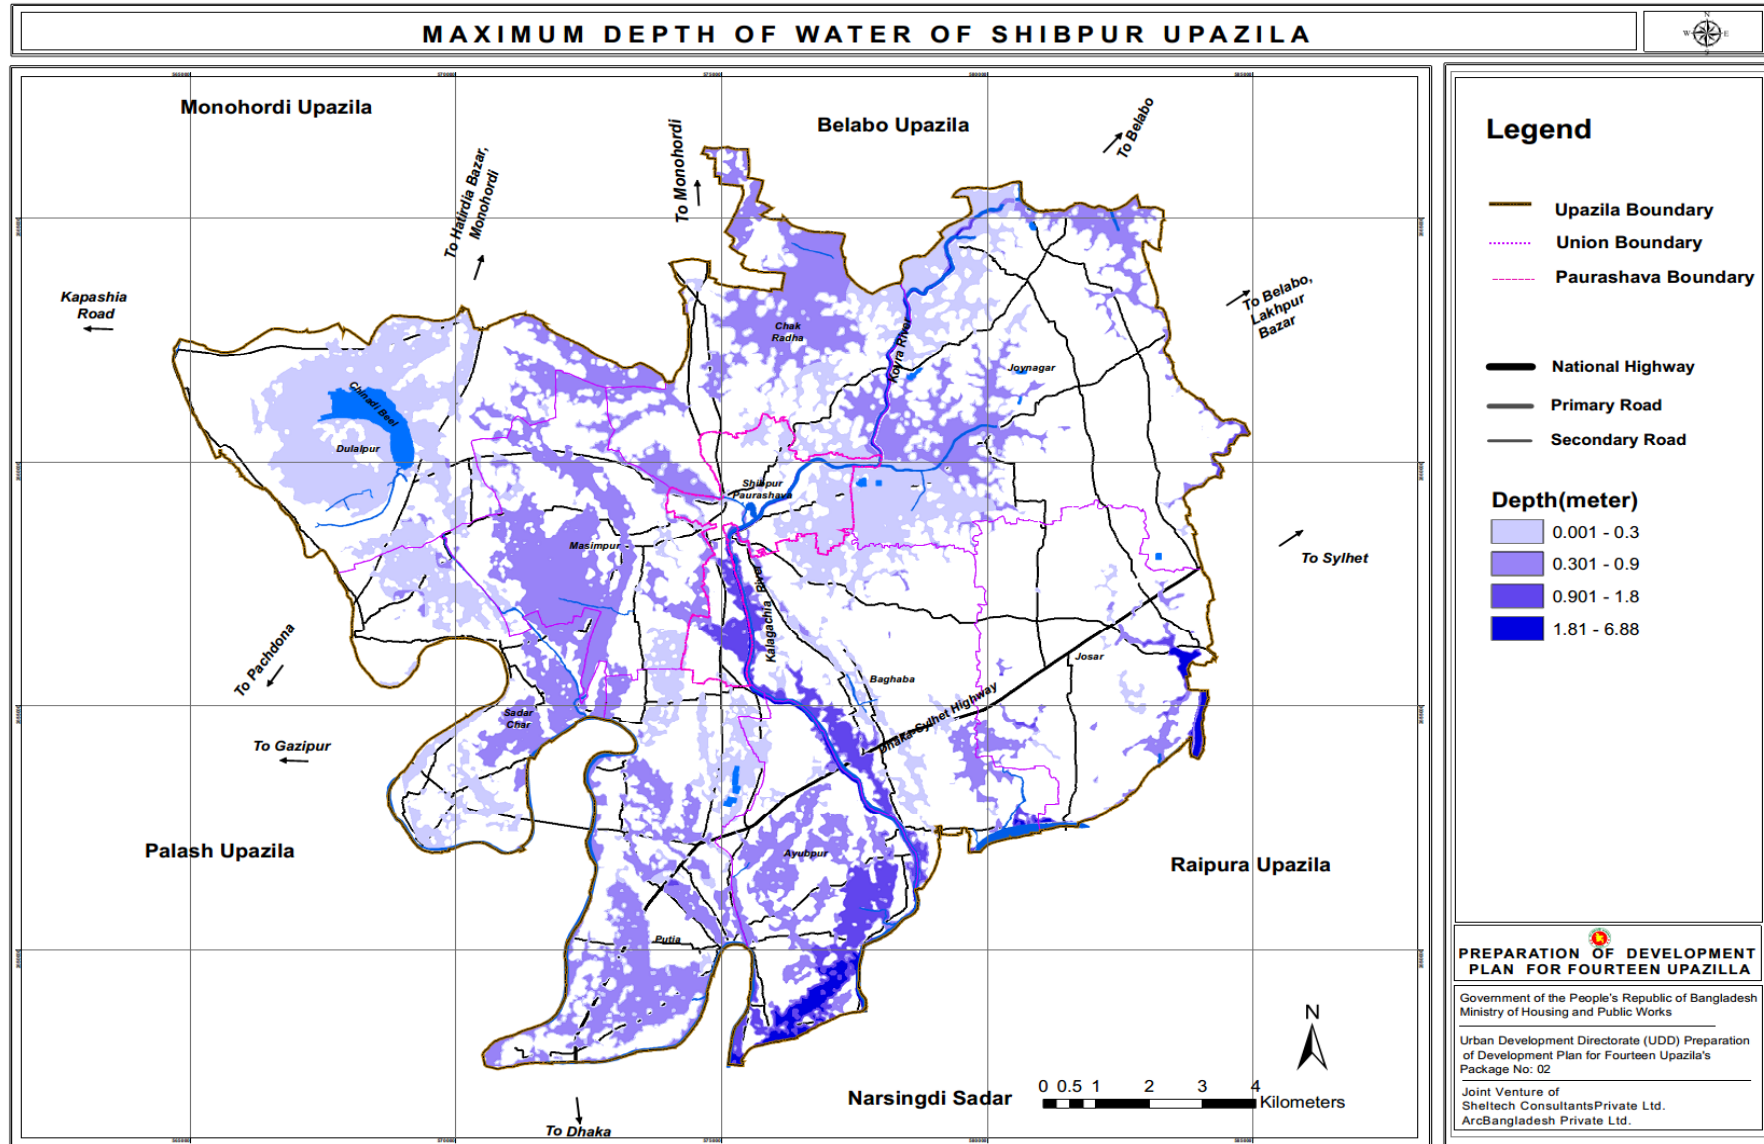 MAXIMUM DEPTH OF WATER OF SHIBPUR UPAZILA
N
W
E
S
Monohordi Upazila
Belabo Upazila
To Monohordi
To Belabo
To Hatirdia Bazar,
Monohordi
Kapashia
Road
To Belabo,
Lakhpur
Bazar
Chak
Radha
Koyra River
Joynagar
Chinadi Beel
Dulalpur
Shibpur
Paurashava
Masimpur
To Sylhet
Kalagachia River
To Pachdona
Josar
Baghaba
Sadar
Char
Dhaka-Sylhet Highway
To Gazipur
Palash Upazila
Ayubpur
Raipura Upazila
Putia
N
Narsingdi Sadar
0 0.5 1 2 3 4
Kilometers
To Dhaka
Legend
Upazila Boundary
Union Boundary
Paurashava Boundary
National Highway
Primary Road
Secondary Road
Depth(meter)
0.001 - 0.3
0.301 - 0.9
0.901 - 1.8
1.81 - 6.88
PREPARATION OF DEVELOPMENT
PLAN FOR FOURTEEN UPAZILLA
Government of the People's Republic of Bangladesh
Ministry of Housing and Public Works
Urban Development Directorate (UDD) Preparation
of Development Plan for Fourteen Upazila's
Package No: 02
Joint Venture of
Sheltech ConsultantsPrivate Ltd.
ArcBangladesh Private Ltd.